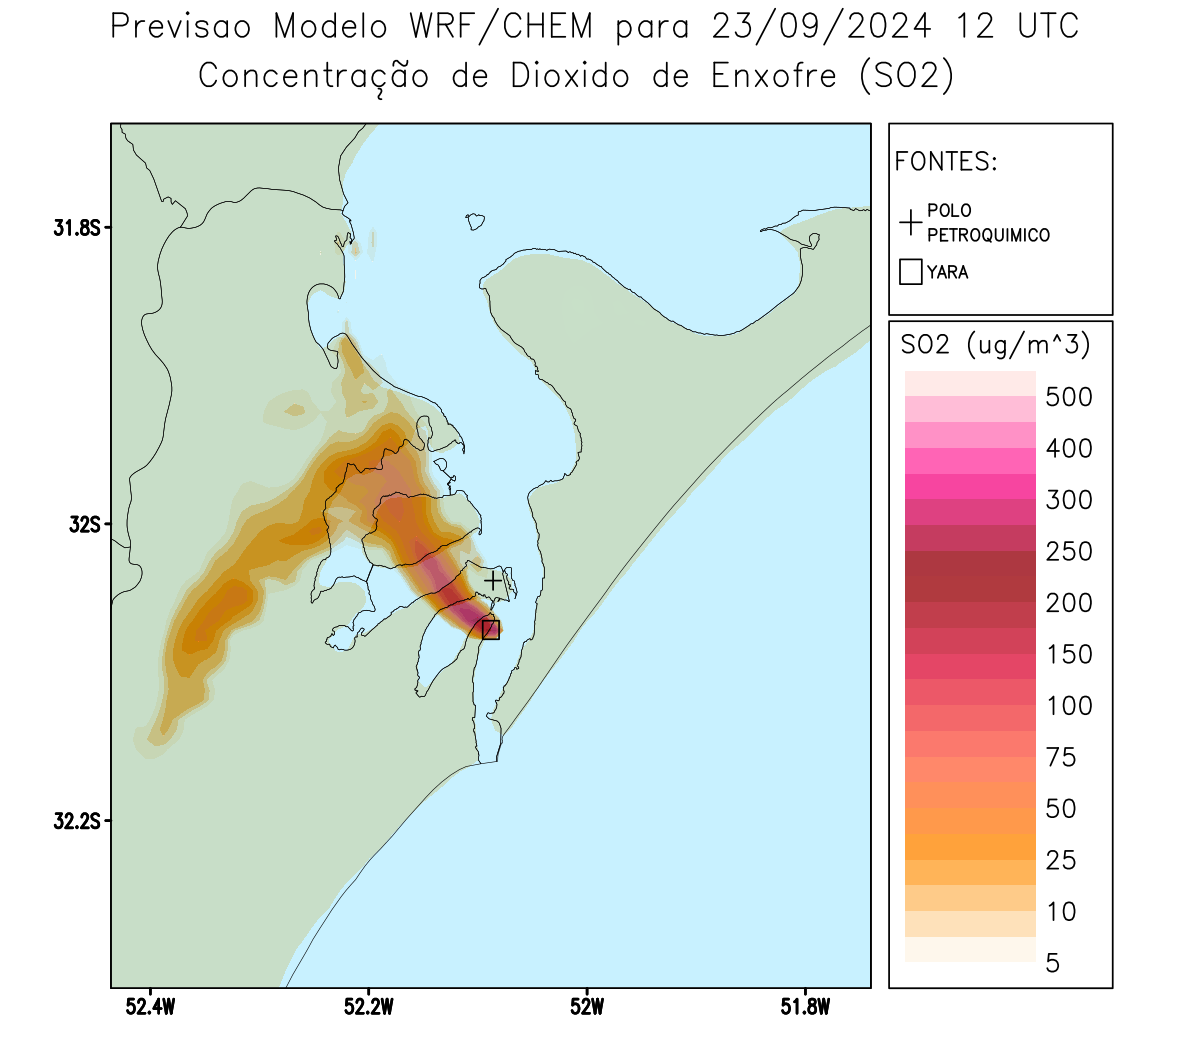 Previsao Modelo WRF/CHEM para 23/09/2024 12 UTC
Concentração de Dioxido de Enxofre (SO2)
FONTES:
POLO
PETROQUIMICO
YARA
SO2 (ug/m^3)
500
400
300
250
200
150
100
75
50
25
10
5
31.8S
32S
32.2S
52.4W
52.2W
52W
51.8W